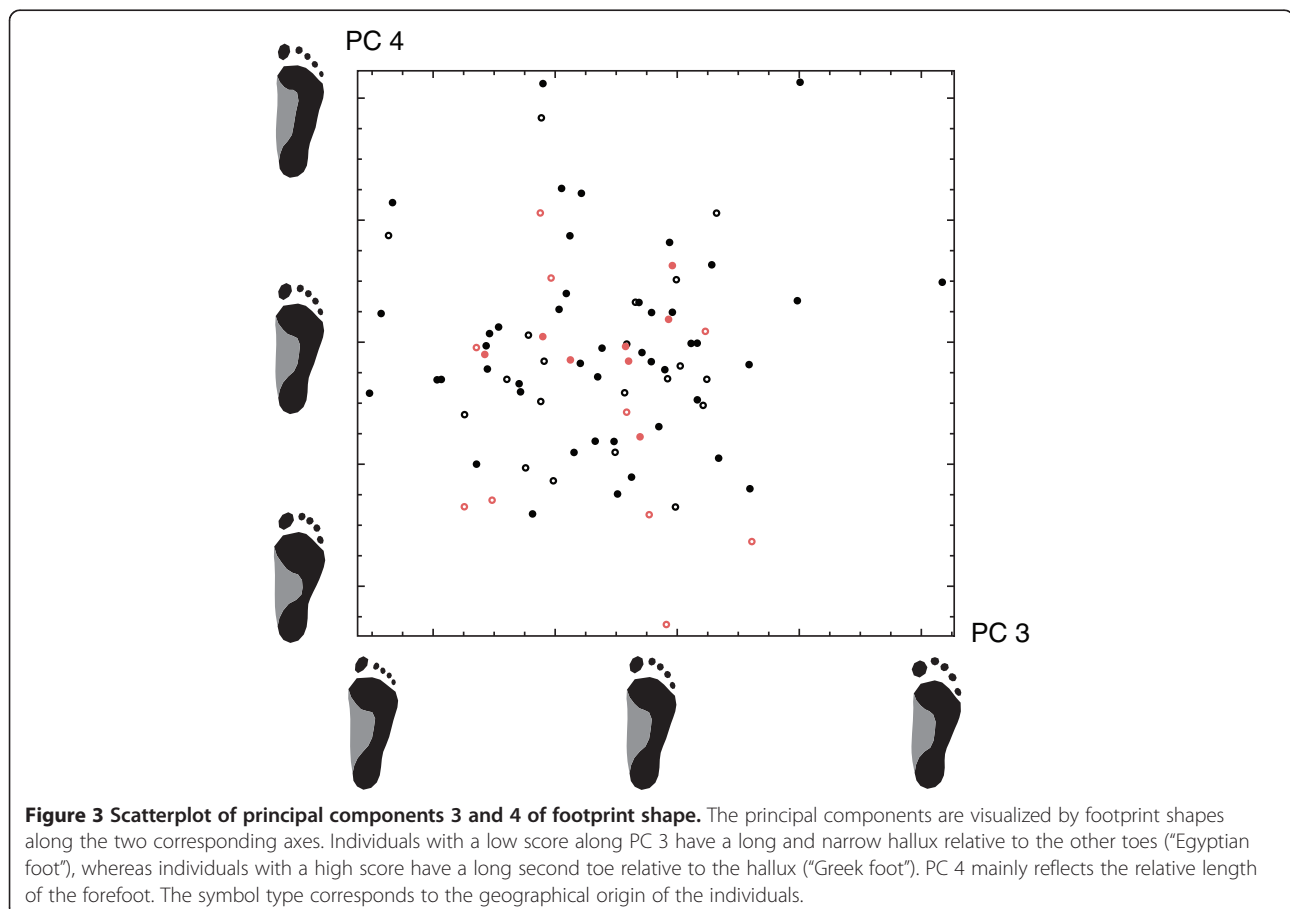 PC 4
PC 3
Figure 3 Scatterplot of principal components 3 and 4 of footprint shape. The principal components are visualized by footprint shapes
along the two corresponding axes. Individuals with a low score along PC 3 have a long and narrow hallux relative to the other toes (“Egyptian
foot”), whereas individuals with a high score have a long second toe relative to the hallux (“Greek foot”). PC 4 mainly reflects the relative length
of the forefoot. The symbol type corresponds to the geographical origin of the individuals.